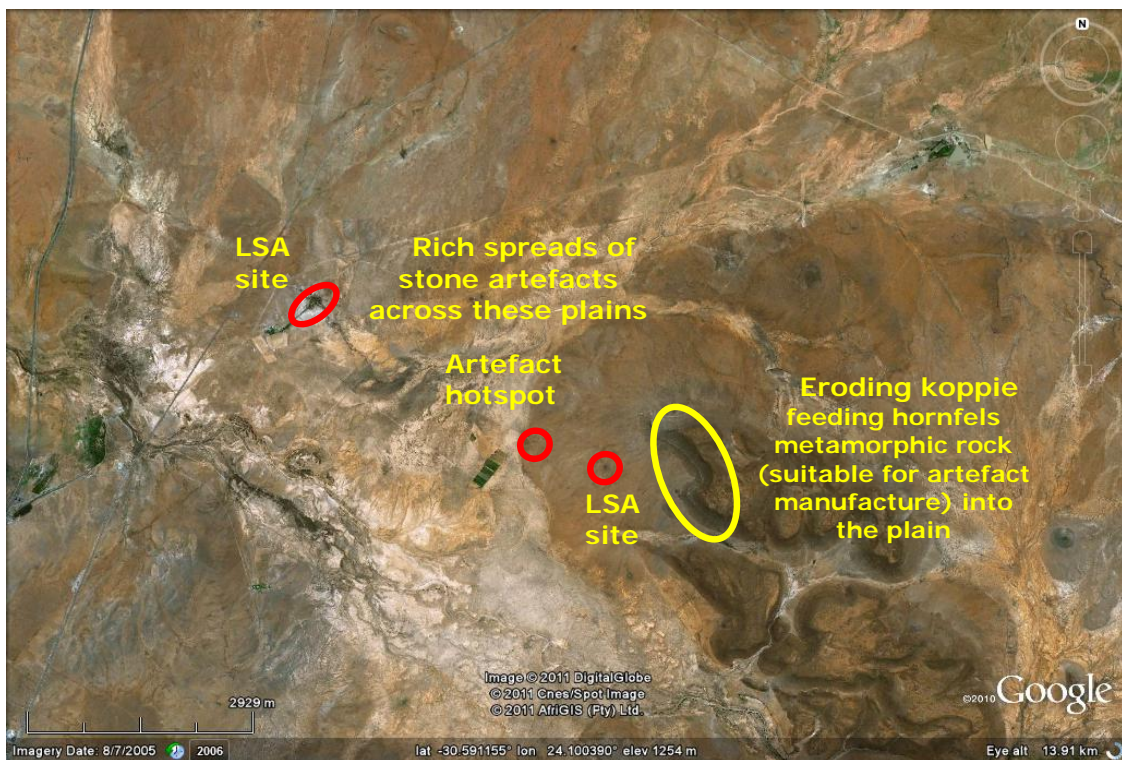 N
LSA
site
Rich spreads of
stone artefacts
across these plains
Artefact
hotspot
Eroding koppie
feeding hornfels
metamorphic rock
(suitable for artefact
manufacture) into
the plain
LSA
site
Image © 2011 DigitalGlobe
© 2011 Cnes/Spot Image
© 2011 AfriGIS (Pty) Ltd.
©2010 Google
2929 m
Imagery Date: 8/7/2005 2006 lat -30.591155° lon 24.100390° elev 1254 m Eye alt 13.91 km